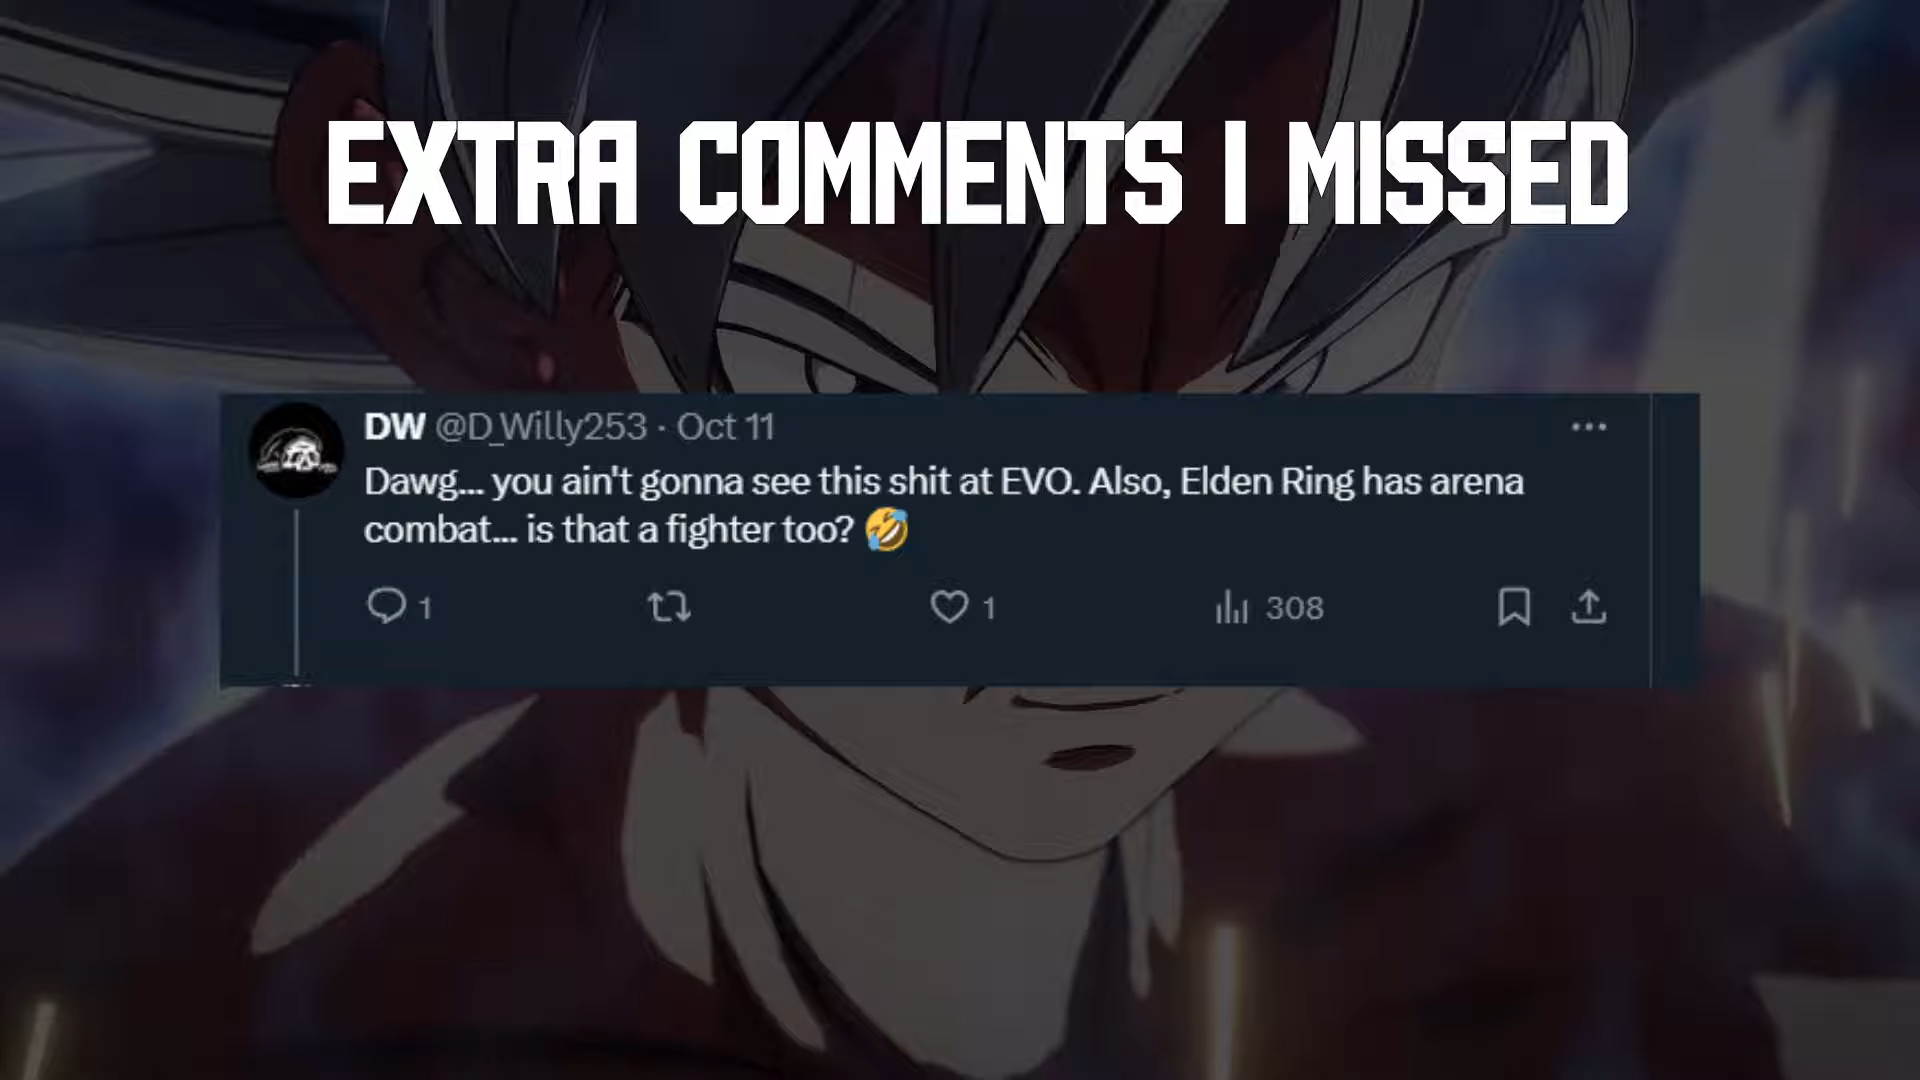 EXTRA COMMENTS I MISSED
DW @D_Willy253 · Oct 11
Dawg... you ain't gonna see this shit at EVO. Also, Elden Ring has arena
combat... is that a fighter too? 🤣
1 1 308